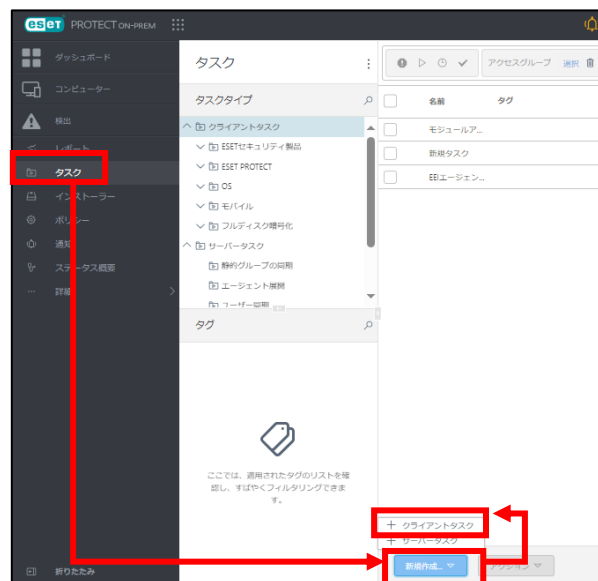 eset PROTECT ON-PREM
ダッシュボード
コンピューター
検出
レポート
タスク
インストーラー
ポリシー
通知
ステータス概要
詳細
折りたたみ
タスク
タスクタイプ
クライアントタスク
ESETセキュリティ製品
ESET PROTECT
OS
モバイル
フルディスク暗号化
サーバータスク
静的グループの同期
エージェント展開
ユーザー同期
タグ
ここでは、適用されたタグのリストを確
認し、すばやくフィルタリングできま
す。
アクセスグループ 選択
名前 タグ
モジュールア...
新規タスク
EEIエージェン...
+ クライアントタスク
+ サーバータスク
新規作成...
アクション